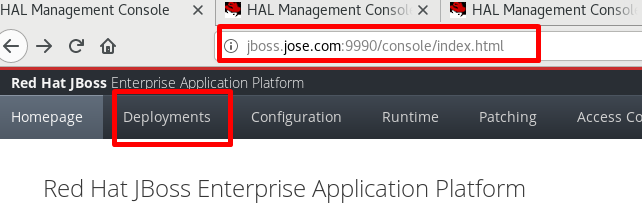 HAL Management Console HAL Management Console HAL Management Conso
jboss.jose.com:9990/console/index.html
Red Hat JBoss Enterprise Application Platform
Homepage Deployments Configuration Runtime Patching Access Co
Red Hat JBoss Enterprise Application Platform